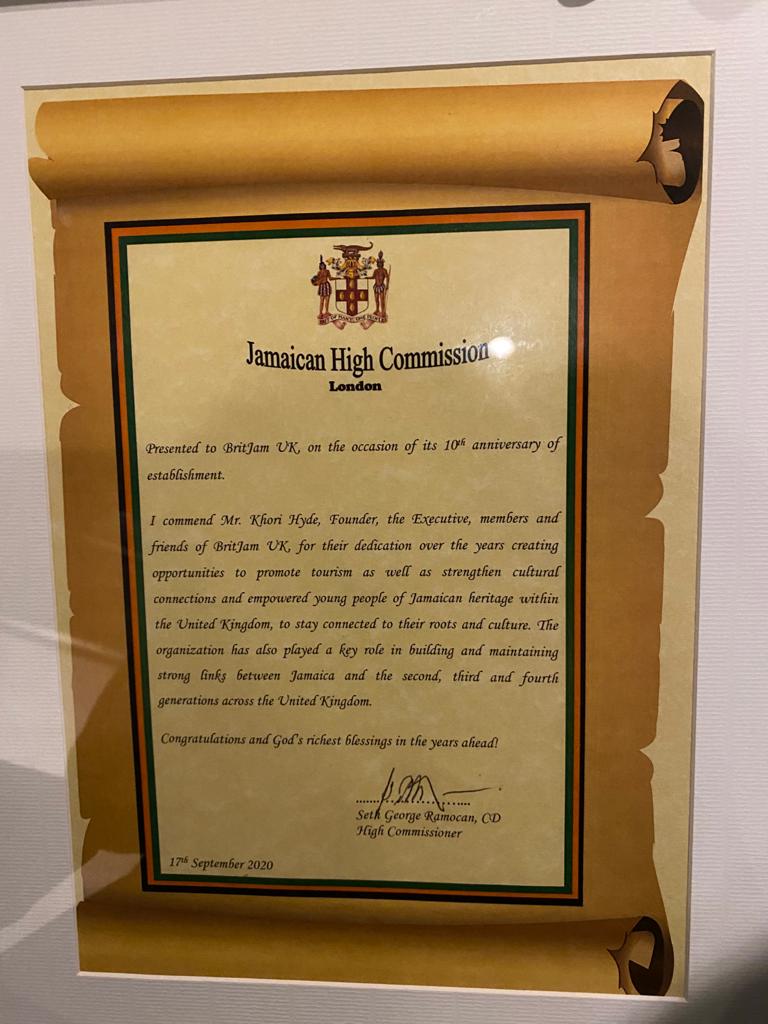 OUT OF MANY, ONE PEOPLE
Jamaican High Commission
London
Presented to BritJam UK, on the occasion of its 10th anniversary of
establishment.
I commend Mr. Khori Hyde, Founder, the Executive, members and
friends of BritJam UK, for their dedication over the years creating
opportunities to promote tourism as well as strengthen cultural
connections and empowered young people of Jamaican heritage within
the United Kingdom, to stay connected to their roots and culture. The
organization has also played a key role in building and maintaining
strong links between Jamaica and the second, third and fourth
generations across the United Kingdom.
Congratulations and God's richest blessings in the years ahead!
Seth George Ramocan, CD
High Commissioner
17th September 2020